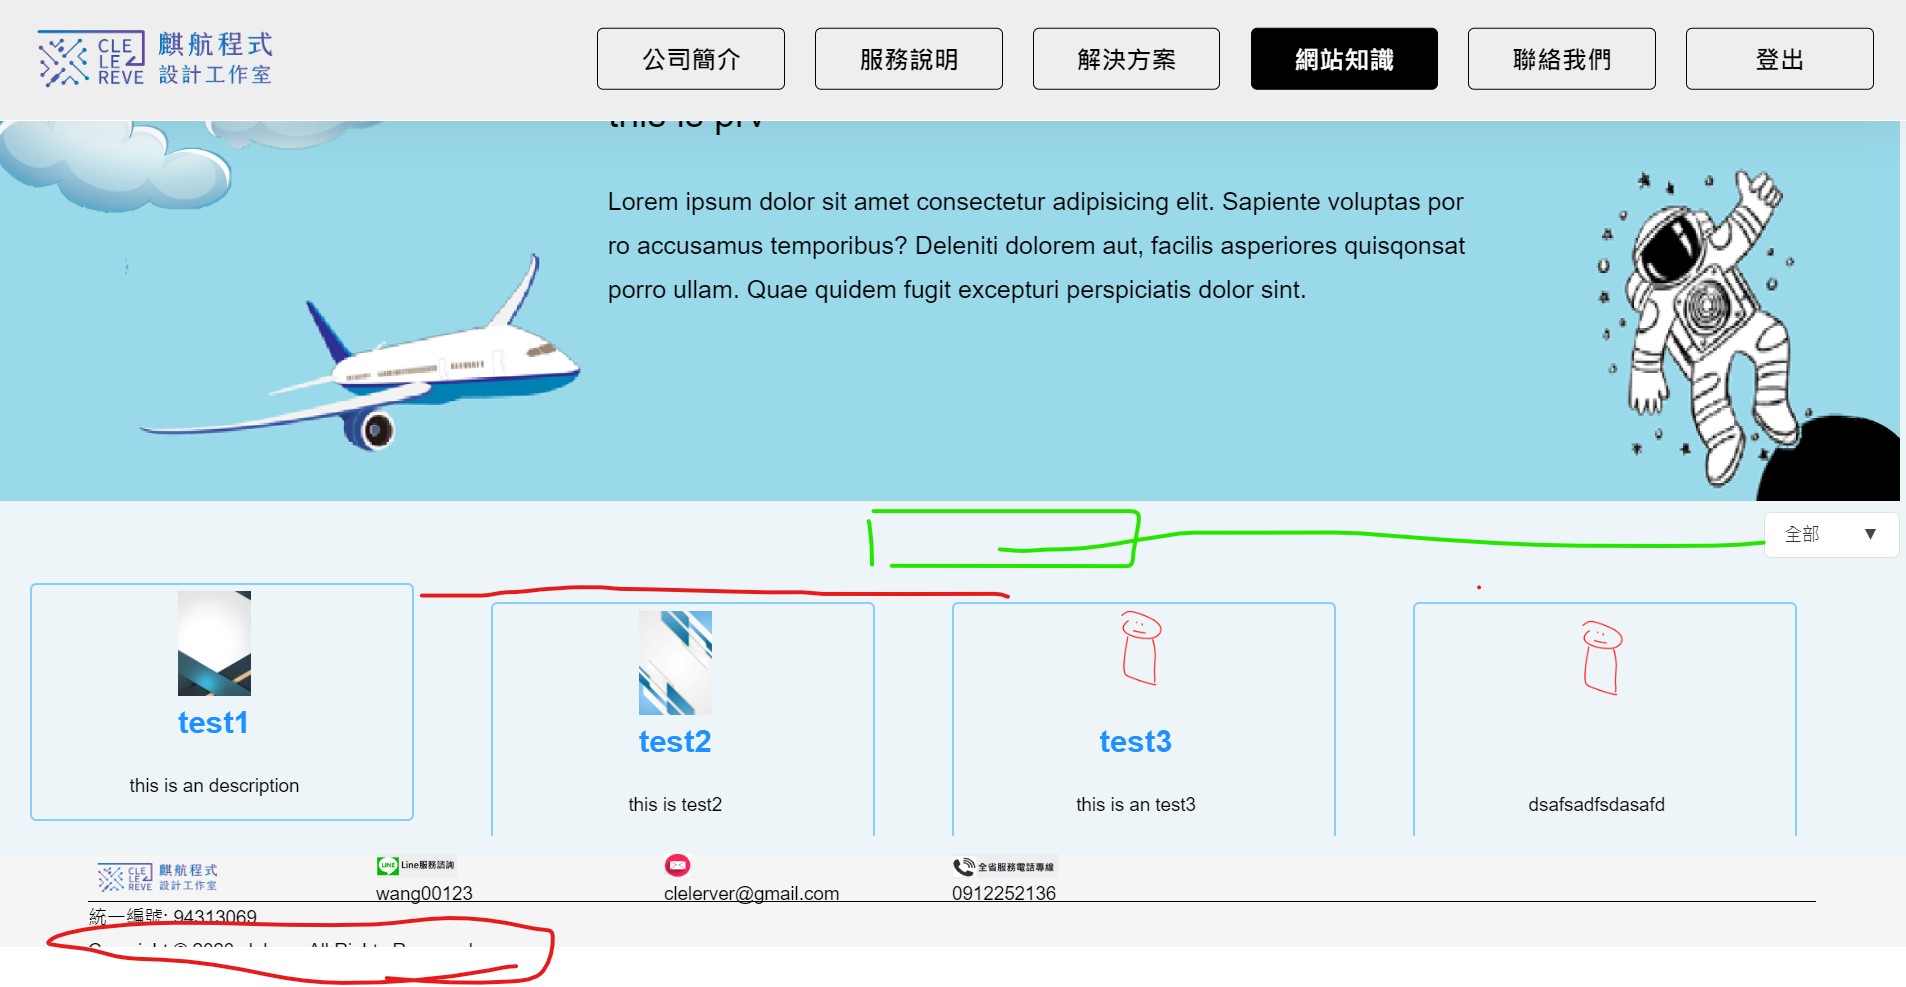 CLE
LE
REVE
麒航程式
設計工作室
公司簡介
服務說明
解決方案
網站知識
聯絡我們
登出
this is prv
Lorem ipsum dolor sit amet consectetur adipisicing elit. Sapiente voluptas por
ro accusamus temporibus? Deleniti dolorem aut, facilis asperiores quisqonsat
porro ullam. Quae quidem fugit excepturi perspiciatis dolor sint.
全部 ▼
test1
this is an description
test2
this is test2
test3
this is an test3
dsafsadfsdasafd
CLE
LE
REVE
麒航程式
設計工作室
LINE Line服務諮詢
wang00123
clelerver@gmail.com
全省服務電話專線
0912252136
統一編號: 94313069
Copyright © All Rights